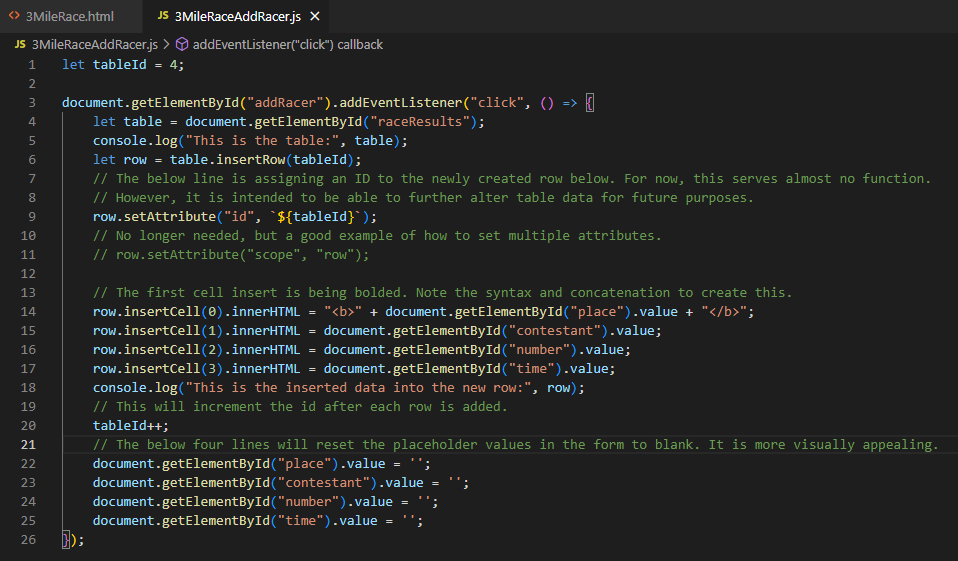 <> 3MileRace.html JS 3MileRaceAddRacer.js ×
JS 3MileRaceAddRacer.js > addEventListener("click") callback
1 let tableId = 4;
2
3 document.getElementById("addRacer").addEventListener("click", () => {
4 let table = document.getElementById("raceResults");
5 console.log("This is the table:", table);
6 let row = table.insertRow(tableId);
7 // The below line is assigning an ID to the newly created row below. For now, this serves almost no function.
8 // However, it is intended to be able to further alter table data for future purposes.
9 row.setAttribute("id", `${tableId}`);
10 // No longer needed, but a good example of how to set multiple attributes.
11 // row.setAttribute("scope", "row");
12
13 // The first cell insert is being bolded. Note the syntax and concatenation to create this.
14 row.insertCell(0).innerHTML = "<b>" + document.getElementById("place").value + "</b>";
15 row.insertCell(1).innerHTML = document.getElementById("contestant").value;
16 row.insertCell(2).innerHTML = document.getElementById("number").value;
17 row.insertCell(3).innerHTML = document.getElementById("time").value;
18 console.log("This is the inserted data into the new row:", row);
19 // This will increment the id after each row is added.
20 tableId++;
21 // The below four lines will reset the placeholder values in the form to blank. It is more visually appealing.
22 document.getElementById("place").value = '';
23 document.getElementById("contestant").value = '';
24 document.getElementById("number").value = '';
25 document.getElementById("time").value = '';
26 });